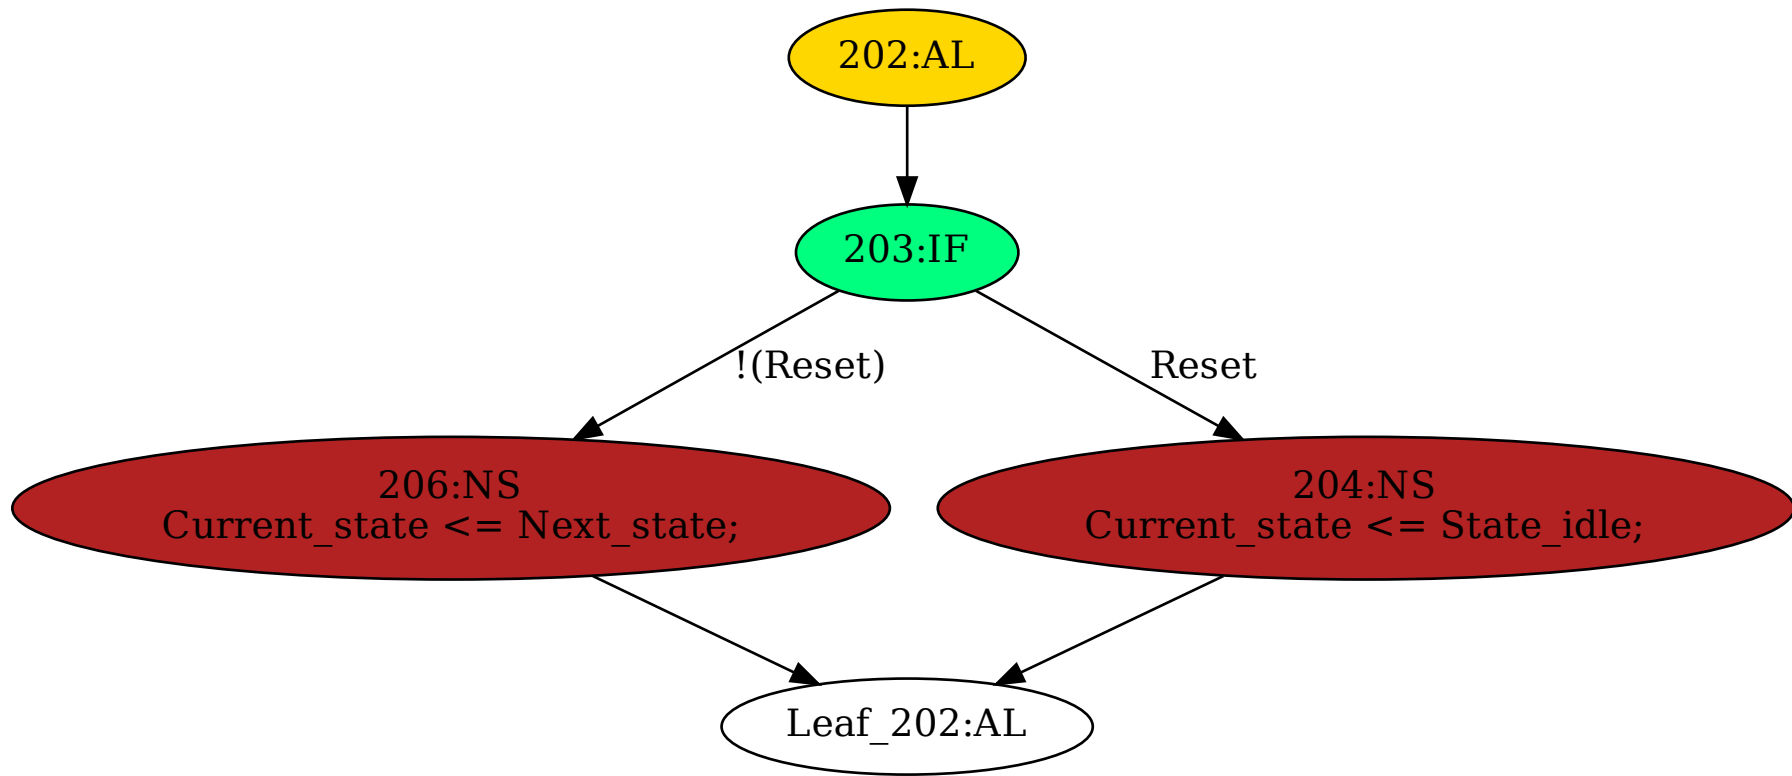 202:AL
203:IF
!(Reset)
Reset
206:NS
Current_state <= Next_state;
204:NS
Current_state <= State_idle;
Leaf_202:AL